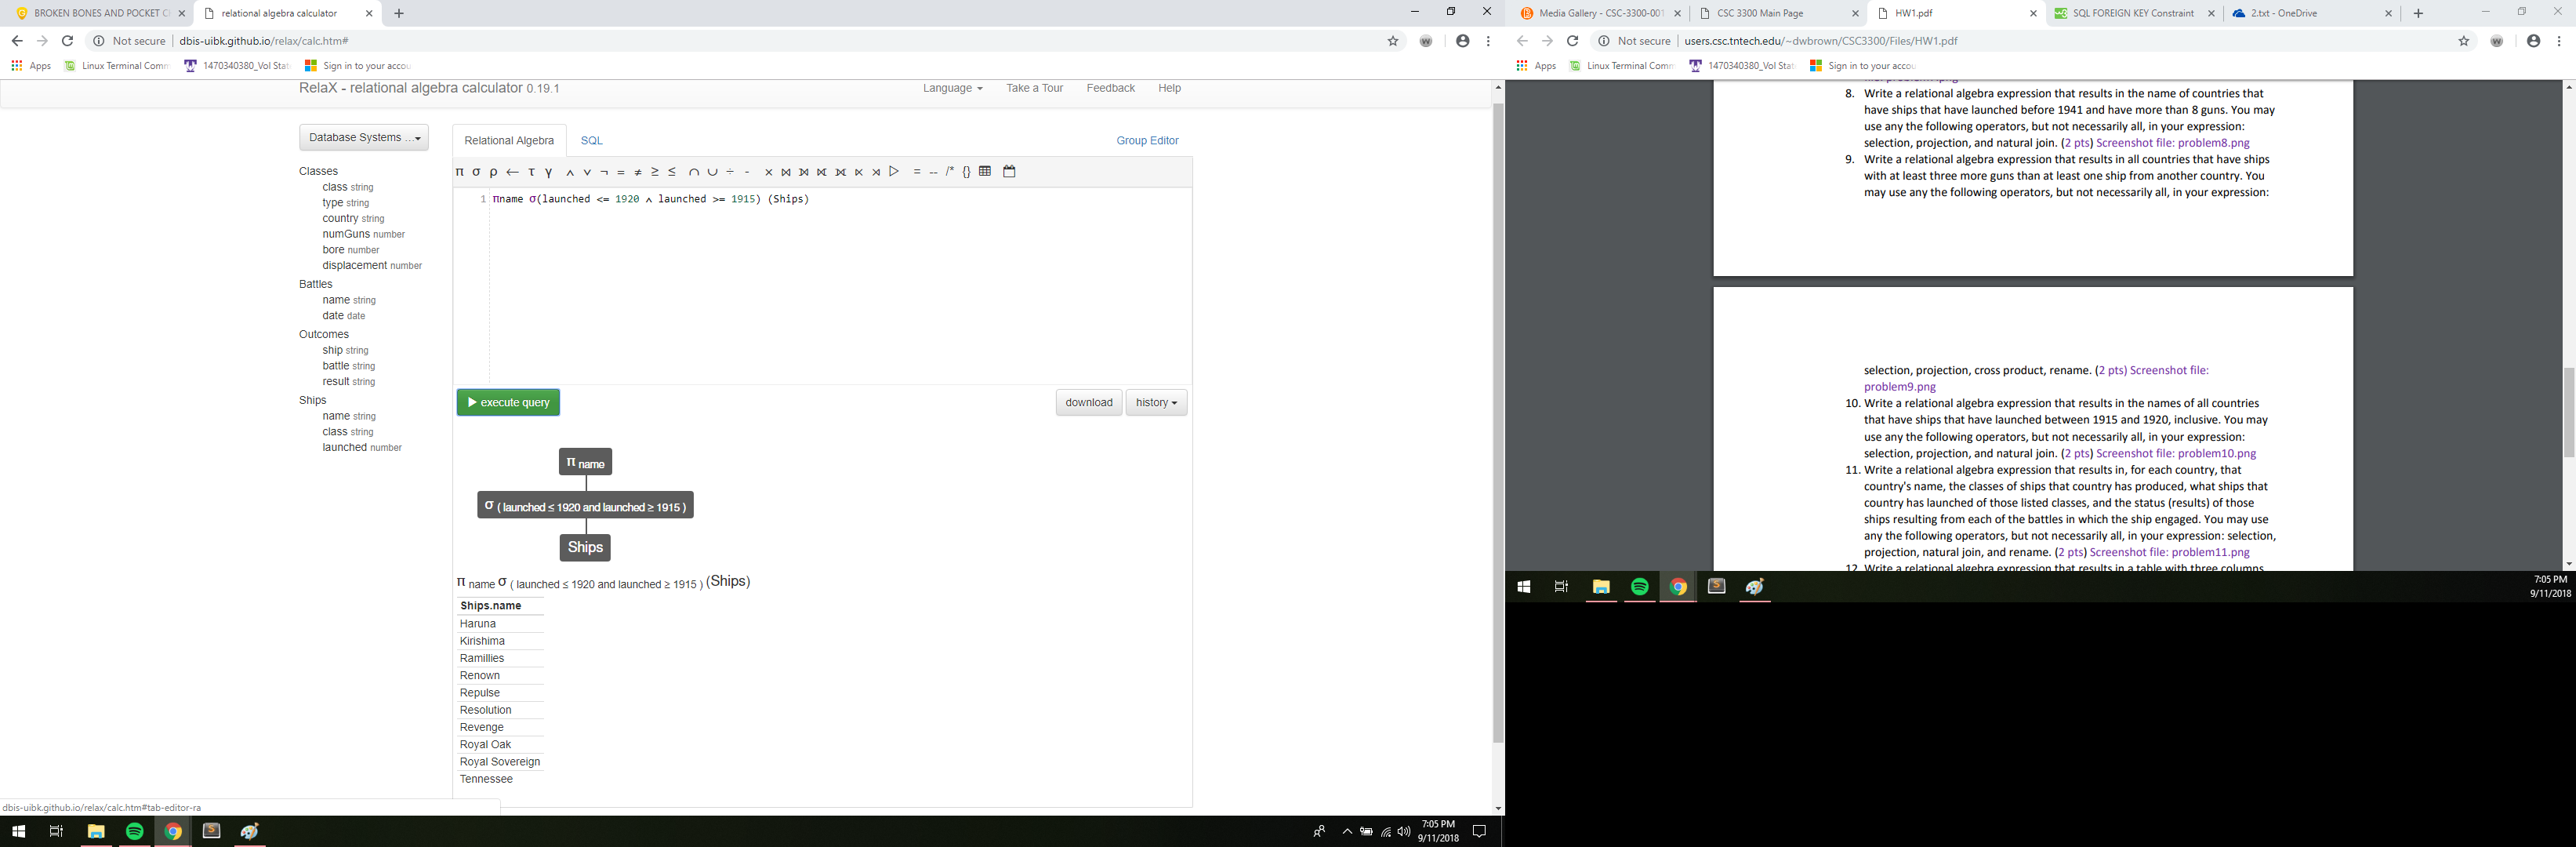 BROKEN BONES AND POCKET C
relational algebra calculator
Not secure | dbis-uibk.github.io/relax/calc.htm#
Apps Linux Terminal Comm 1470340380_Vol Stat Sign in to your accou
RelaX - relational algebra calculator 0.19.1
Language Take a Tour Feedback Help
Database Systems ...
Classes
class string
type string
country string
numGuns number
bore number
displacement number
Battles
name string
date date
Outcomes
ship string
battle string
result string
Ships
name string
class string
launched number
Relational Algebra SQL Group Editor
π σ ρ ← τ γ ∧ ∨ ¬ = ≠ ≥ ≤ ∩ ∪ ÷ - ⨯ ⨝ ⟕ ⟖ ⟗ ⋉ ⋊ ▷ = -- /* {}
1 πname σ(launched <= 1920 ∧ launched >= 1915) (Ships)
execute query download history
π name
σ ( launched ≤ 1920 and launched ≥ 1915 )
Ships
π name σ ( launched ≤ 1920 and launched ≥ 1915 ) (Ships)
Ships.name
Haruna
Kirishima
Ramillies
Renown
Repulse
Resolution
Revenge
Royal Oak
Royal Sovereign
Tennessee
dbis-uibk.github.io/relax/calc.htm#tab-editor-ra
7:05 PM
9/11/2018
Media Gallery - CSC-3300-001
CSC 3300 Main Page
HW1.pdf
SQL FOREIGN KEY Constraint
2.txt - OneDrive
Not secure | users.csc.tntech.edu/~dwbrown/CSC3300/Files/HW1.pdf
Apps Linux Terminal Comm 1470340380_Vol Stat Sign in to your accou
8. Write a relational algebra expression that results in the name of countries that
have ships that have launched before 1941 and have more than 8 guns. You may
use any the following operators, but not necessarily all, in your expression:
selection, projection, and natural join. (2 pts) Screenshot file: problem8.png
9. Write a relational algebra expression that results in all countries that have ships
with at least three more guns than at least one ship from another country. You
may use any the following operators, but not necessarily all, in your expression:
selection, projection, cross product, rename. (2 pts) Screenshot file:
problem9.png
10. Write a relational algebra expression that results in the names of all countries
that have ships that have launched between 1915 and 1920, inclusive. You may
use any the following operators, but not necessarily all, in your expression:
selection, projection, and natural join. (2 pts) Screenshot file: problem10.png
11. Write a relational algebra expression that results in, for each country, that
country's name, the classes of ships that country has produced, what ships that
country has launched of those listed classes, and the status (results) of those
ships resulting from each of the battles in which the ship engaged. You may use
any the following operators, but not necessarily all, in your expression: selection,
projection, natural join, and rename. (2 pts) Screenshot file: problem11.png
12. Write a relational algebra expression that results in a table with three columns
7:05 PM
9/11/2018